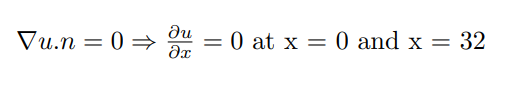 ∇u.n = 0 ⇒ ∂u/∂x = 0 at x = 0 and x = 32